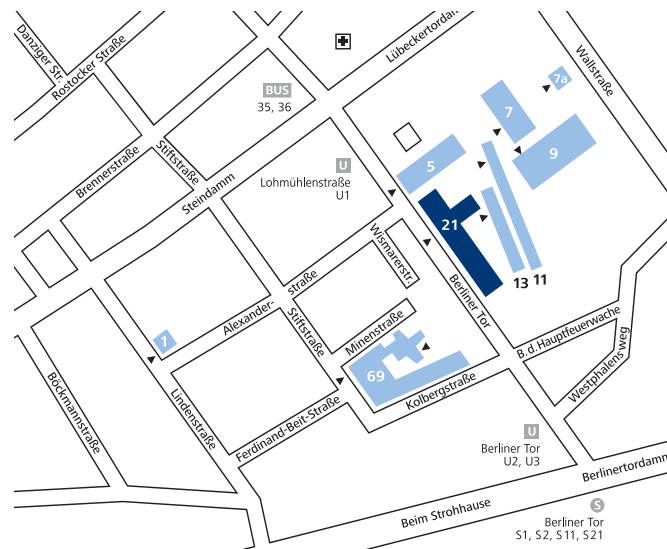 Danziger Str.
Rostocker Straße
Lübeckertordamm
Wallstraße
BUS
35, 36
7a
7
9
5
Brennerstraße
Stiftstraße
Steindamm
U
Lohmühlenstraße
U1
21
Wismarerstr.
Berliner Tor
13
11
Alexander-
straße
Stiftstraße
Minenstraße
1
69
B.d. Hauptfeuerwache
Westphalens weg
Böckmannstraße
Lindenstraße
Ferdinand-Beit-Straße
Kolbergstraße
U
Berliner Tor
U2, U3
Berlinertordamm
Beim Strohhause
S
Berliner Tor
S1, S2, S11, S21